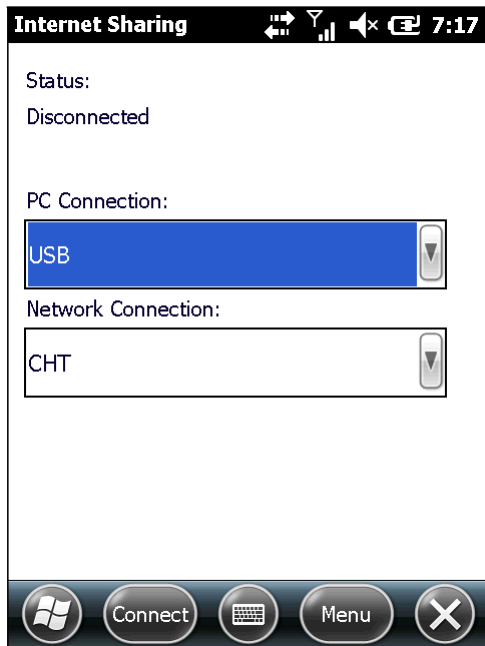 Internet Sharing 7:17
Status:
Disconnected
PC Connection:
USB
Network Connection:
CHT
Connect Menu